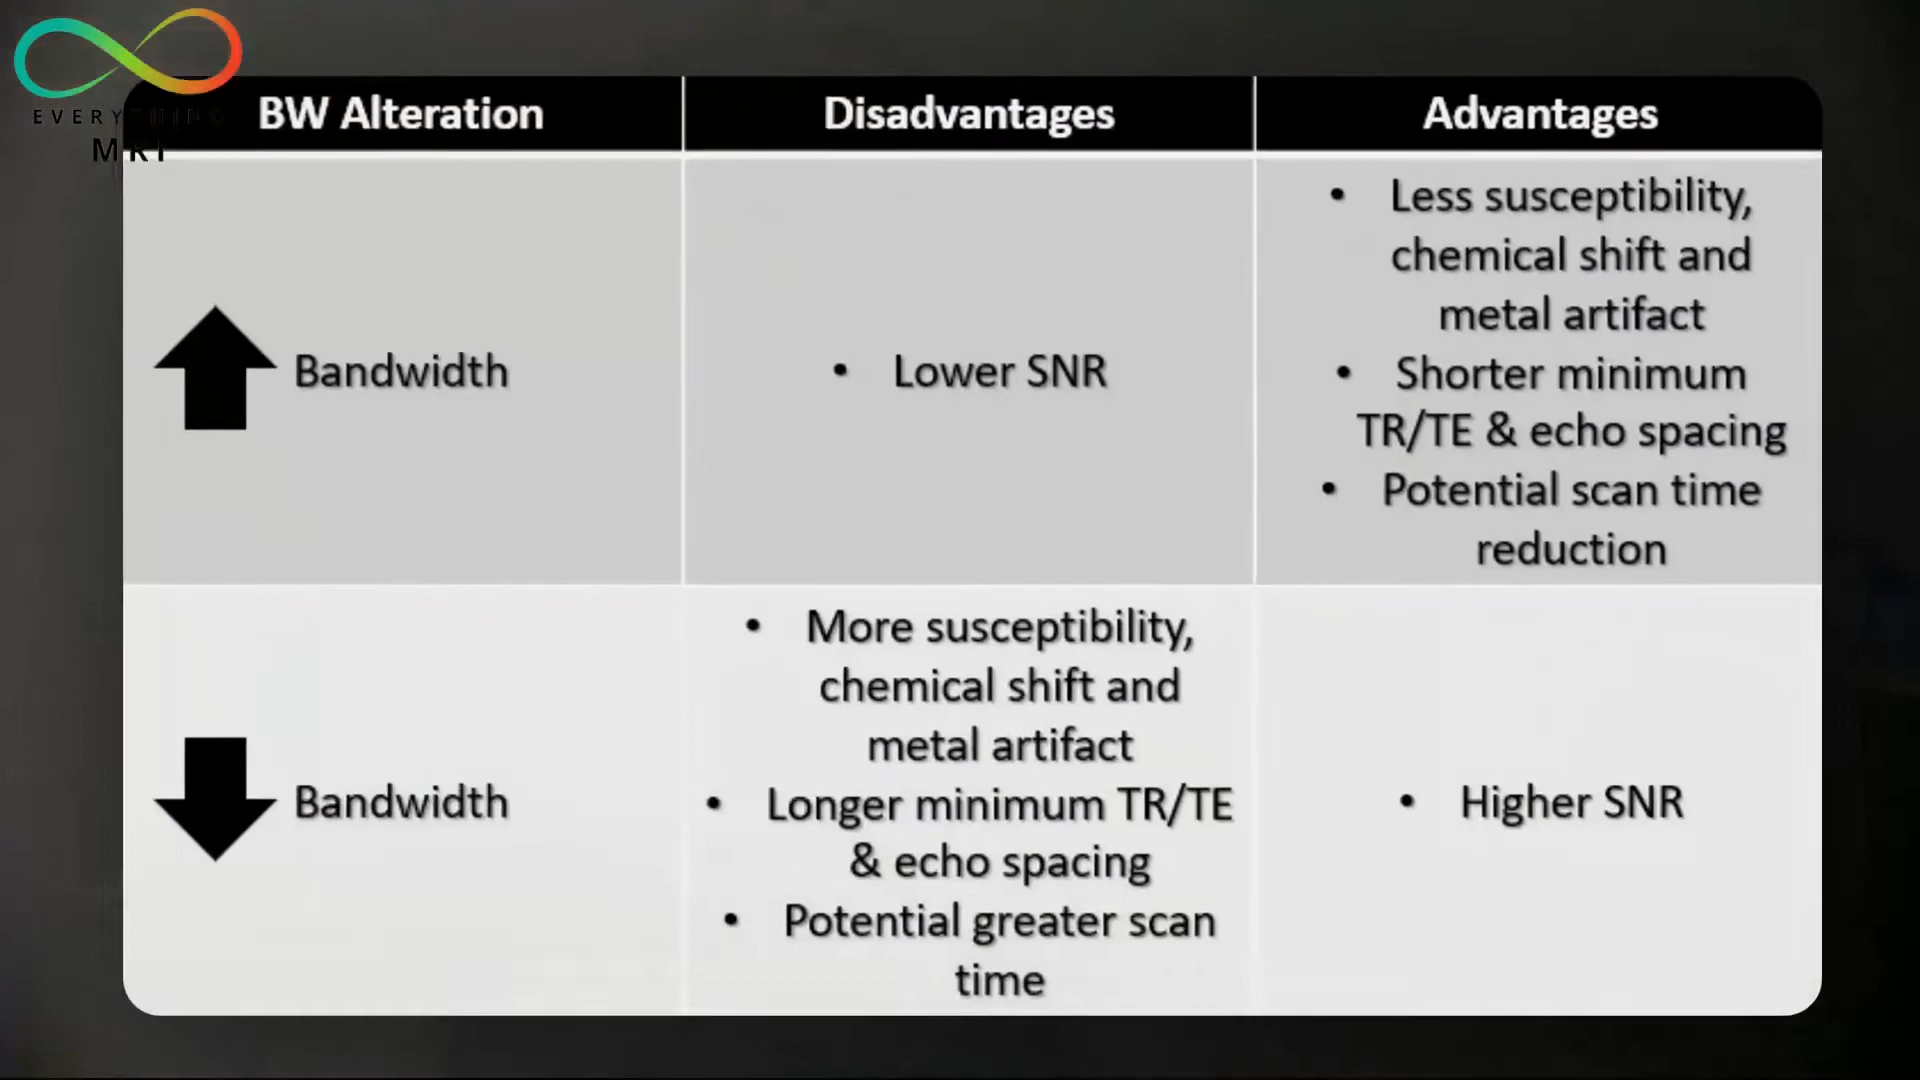 EVERYTHING
MRI
BW Alteration
Disadvantages
Advantages
Bandwidth
• Lower SNR
• Less susceptibility,
chemical shift and
metal artifact
• Shorter minimum
TR/TE & echo spacing
• Potential scan time
reduction
Bandwidth
• More susceptibility,
chemical shift and
metal artifact
• Longer minimum TR/TE
& echo spacing
• Potential greater scan
time
• Higher SNR